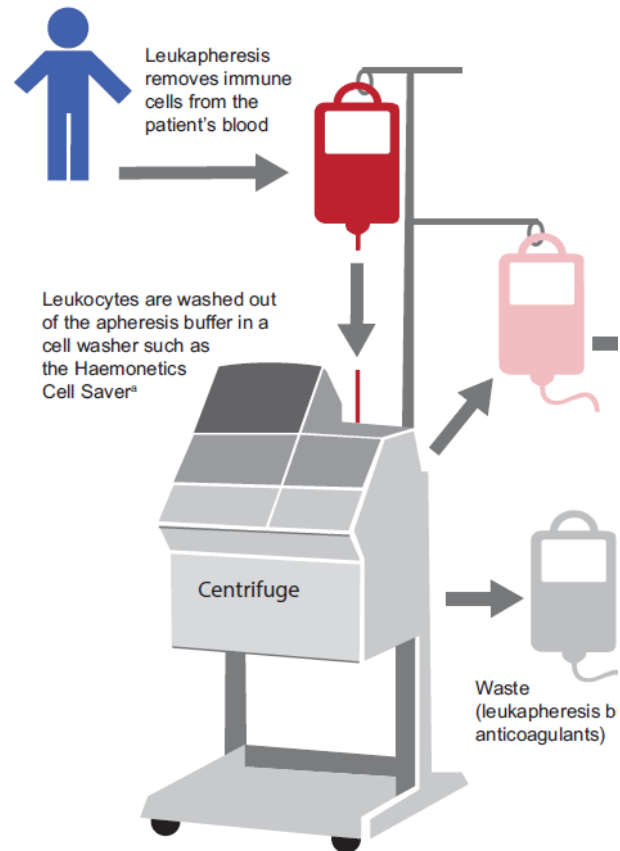 Leukapheresis
removes immune
cells from the
patient's blood
Leukocytes are washed out
of the apheresis buffer in a
cell washer such as
the Haemonetics
Cell Saverᵃ
Centrifuge
Waste
(leukapheresis
anticoagulants)